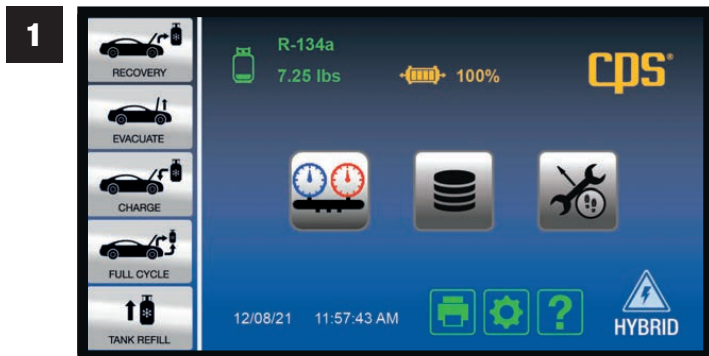 1
RECOVERY
EVACUATE
CHARGE
FULL CYCLE
TANK REFILL
R-134a
7.25 lbs
100%
CPS®
12/08/21 11:57:43 AM
?
HYBRID